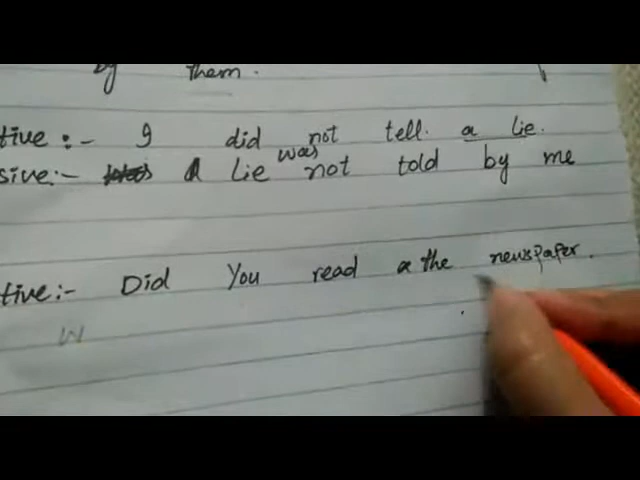 by them.
tive :- I did not tell. a lie.
sive:- A lie was not told by me
tive:- Did You read a the newspaper.
W